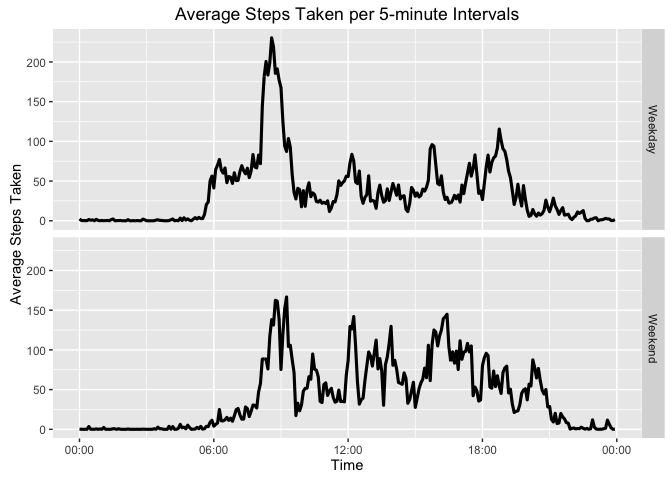 Average Steps Taken per 5-minute Intervals
Average Steps Taken
200
150
100
50
0
Weekday
200
150
100
50
0
Weekend
00:00 06:00 12:00 18:00 00:00
Time